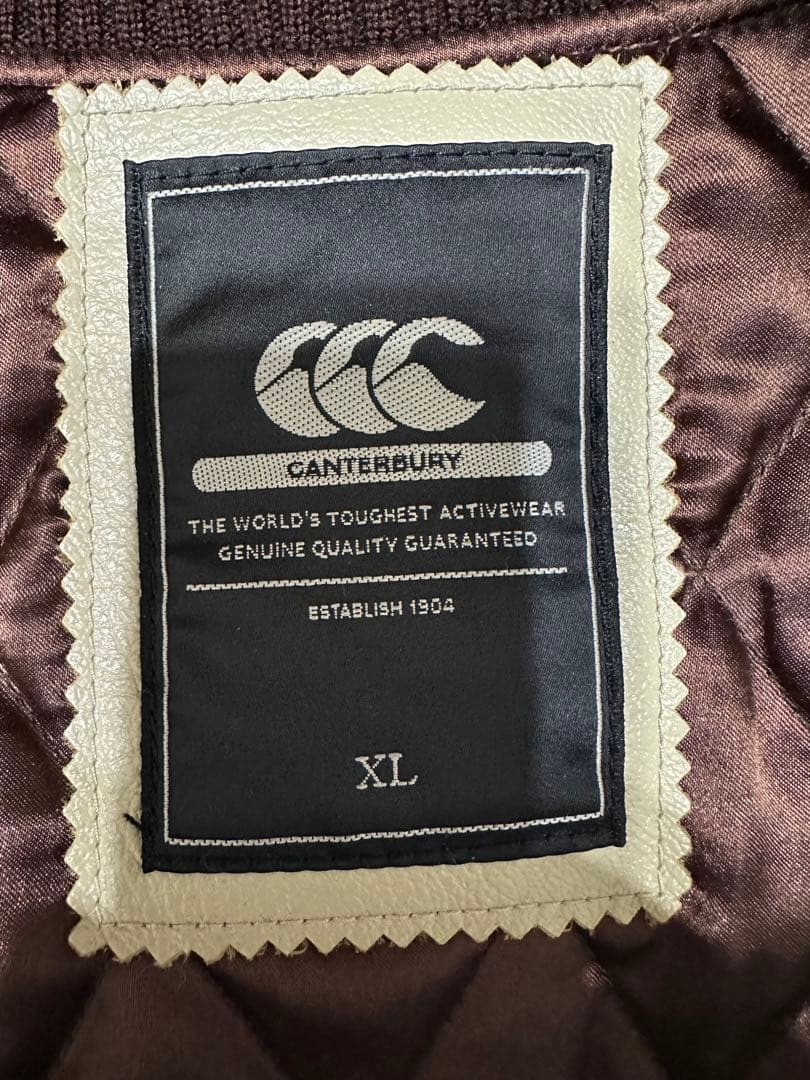 CANTERBURY
THE WORLD'S TOUGHEST ACTIVEWEAR
GENUINE QUALITY GUARANTEED
ESTABLISH 1904
XL